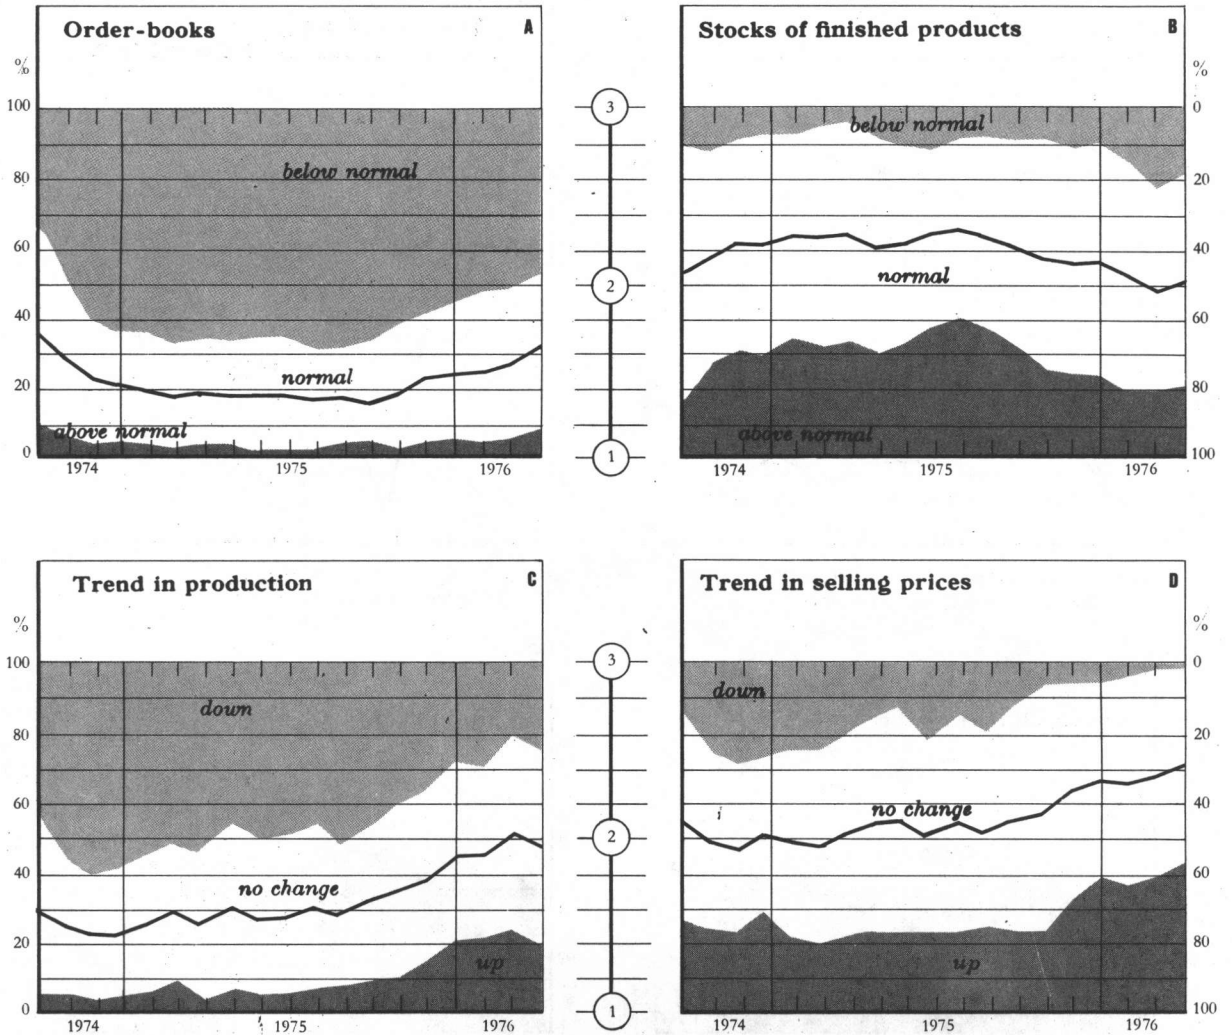 Order-books A
%
100
80
60
40
20
0
below normal
normal
above normal
1974 1975 1976
3
2
1
Stocks of finished products B
%
0
20
40
60
80
100
below normal
normal
above normal
1974 1975 1976
Trend in production C
%
100
80
60
40
20
0
down
no change
up
1974 1975 1976
3
2
1
Trend in selling prices D
%
0
20
40
60
80
100
down
no change
up
1974 1975 1976